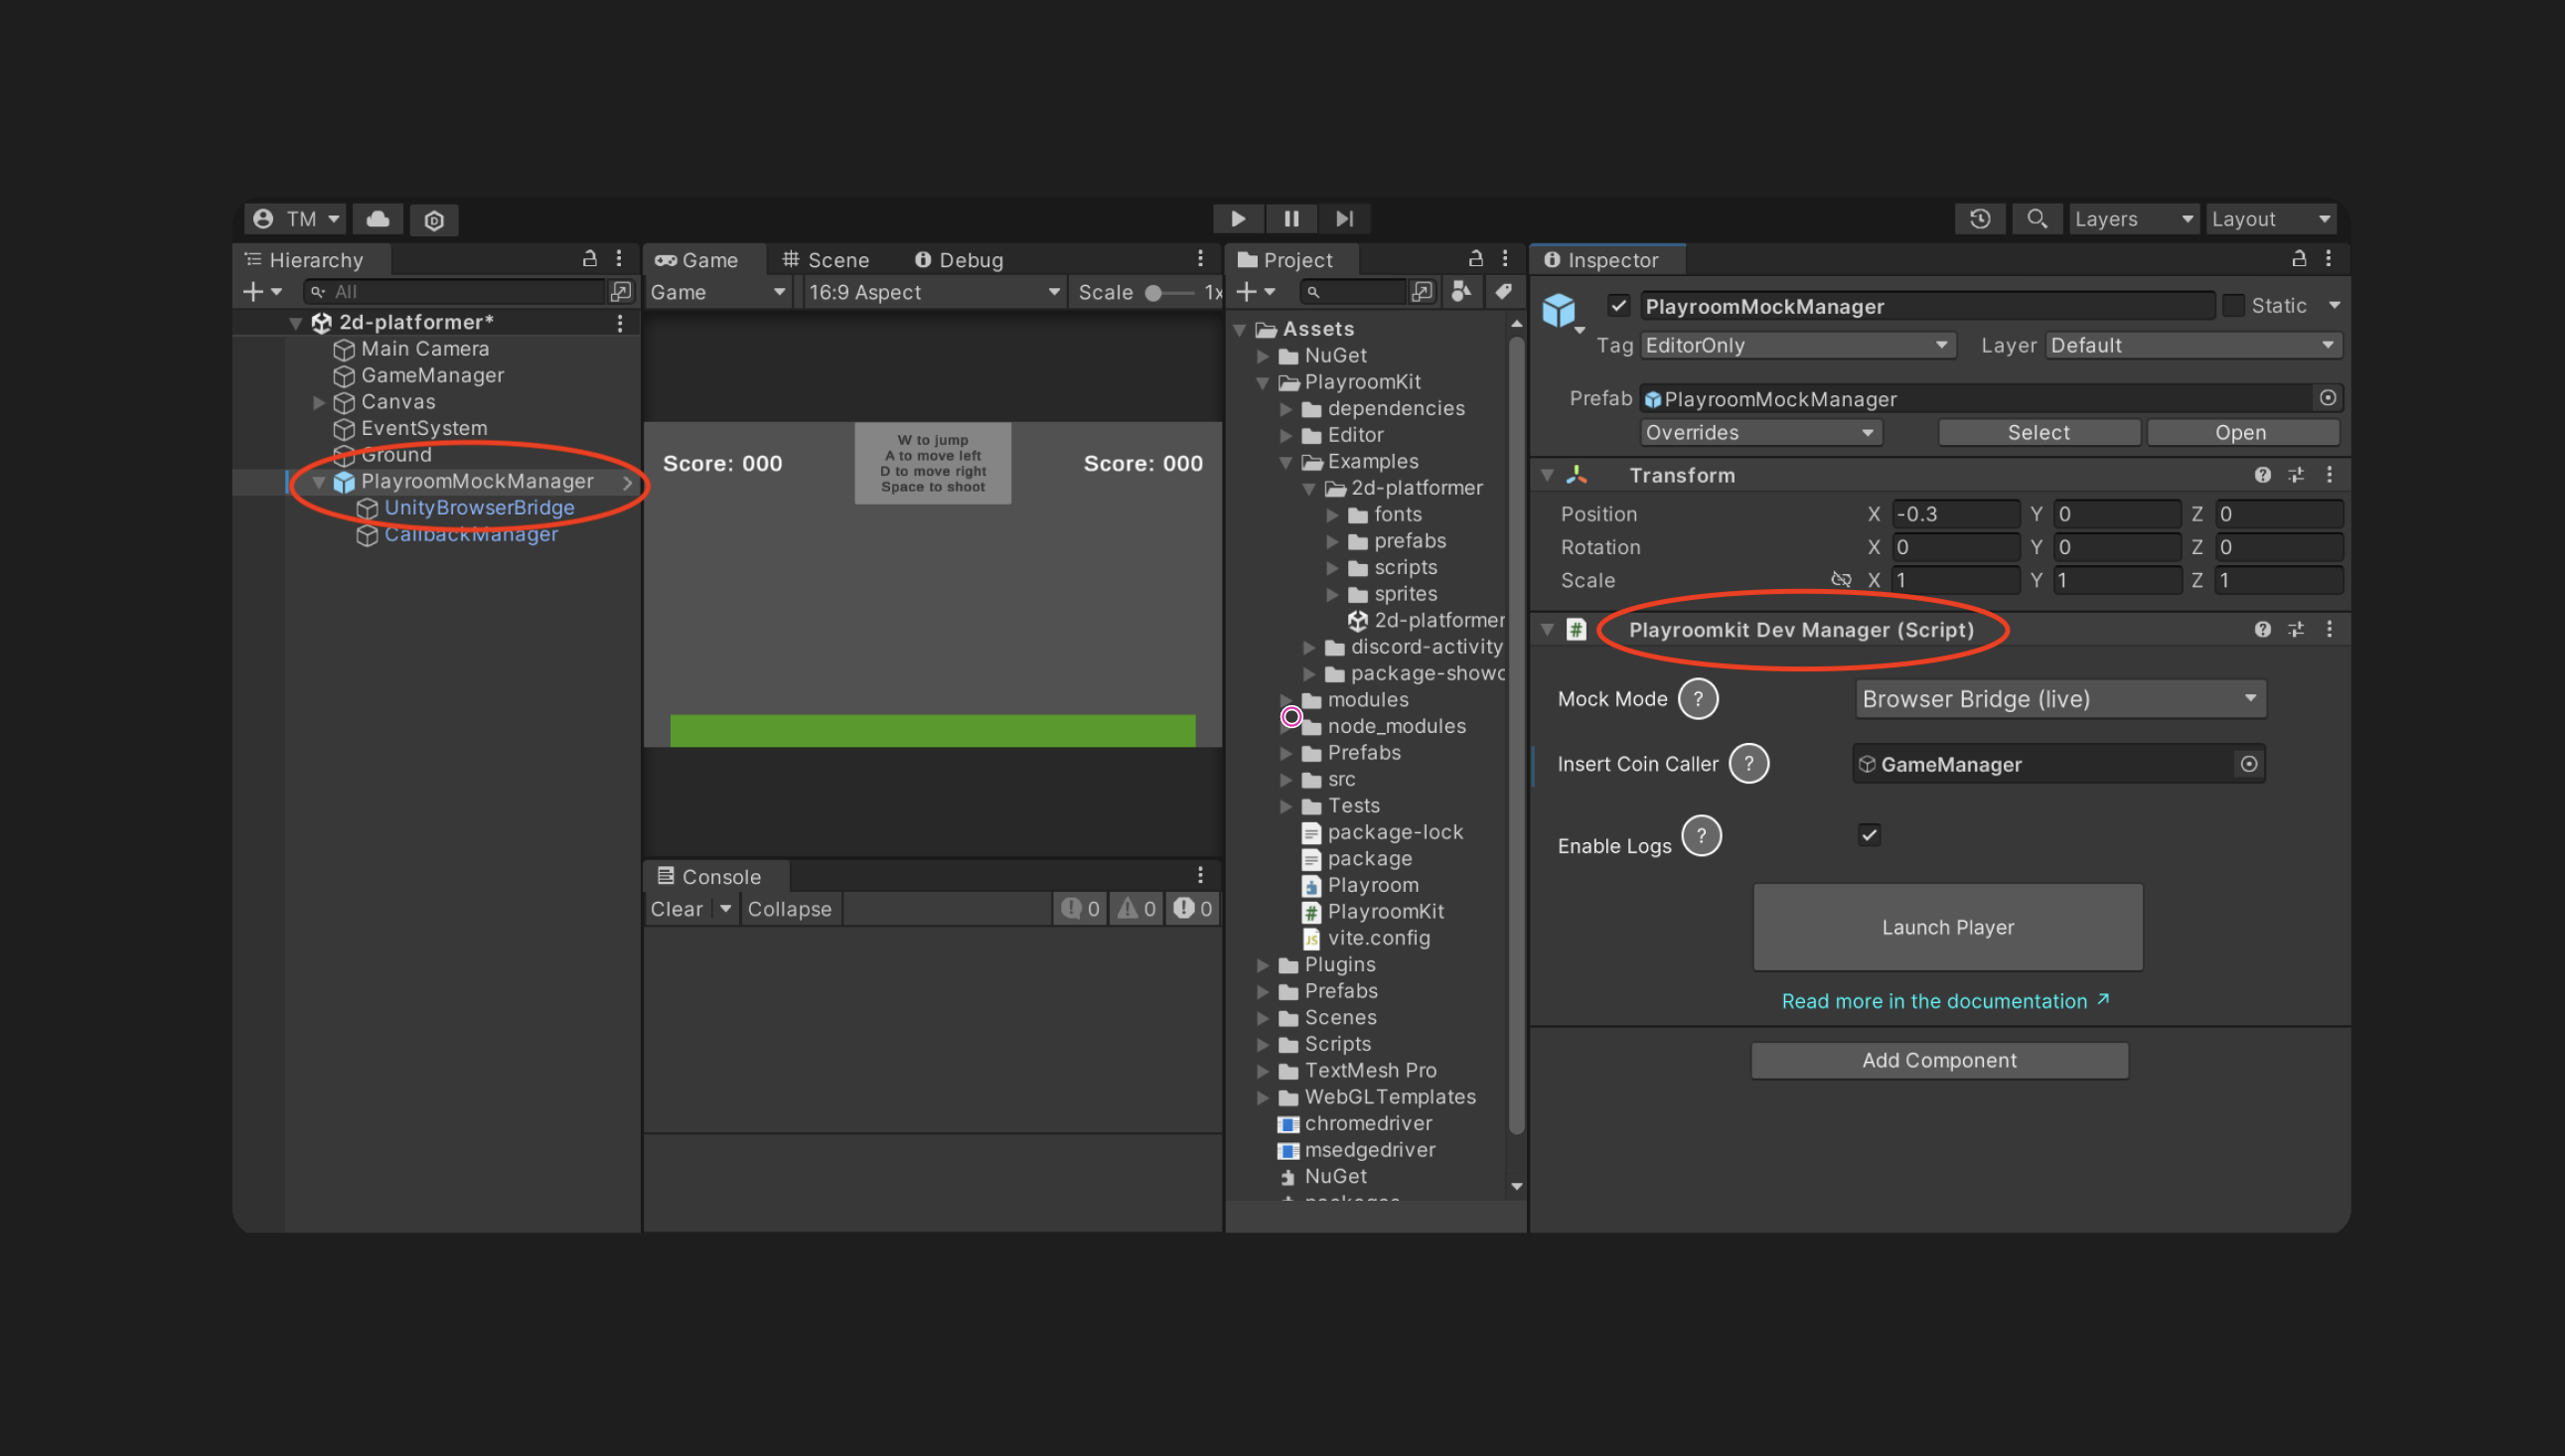 TM
Layers
Layout
Hierarchy
All
2d-platformer*
Main Camera
GameManager
Canvas
EventSystem
Ground
PlayroomMockManager
UnityBrowserBridge
CallbackManager
Game
Scene
Debug
Game
16:9 Aspect
Scale
1x
Score: 000
W to jump
A to move left
D to move right
Space to shoot
Score: 000
Console
Clear
Collapse
0
0
0
Project
Assets
NuGet
PlayroomKit
dependencies
Editor
Examples
2d-platformer
fonts
prefabs
scripts
sprites
2d-platformer
discord-activity
package-showc
modules
node_modules
Prefabs
src
Tests
package-lock
package
Playroom
PlayroomKit
vite.config
Plugins
Prefabs
Scenes
Scripts
TextMesh Pro
WebGLTemplates
chromedriver
msedgedriver
NuGet
Inspector
PlayroomMockManager
Static
Tag EditorOnly
Layer Default
Prefab PlayroomMockManager
Overrides
Select
Open
Transform
Position X -0.3 Y 0 Z 0
Rotation X 0 Y 0 Z 0
Scale X 1 Y 1 Z 1
# Playroomkit Dev Manager (Script)
Mock Mode ? Browser Bridge (live)
Insert Coin Caller ? GameManager
Enable Logs ?
Launch Player
Read more in the documentation ↗
Add Component